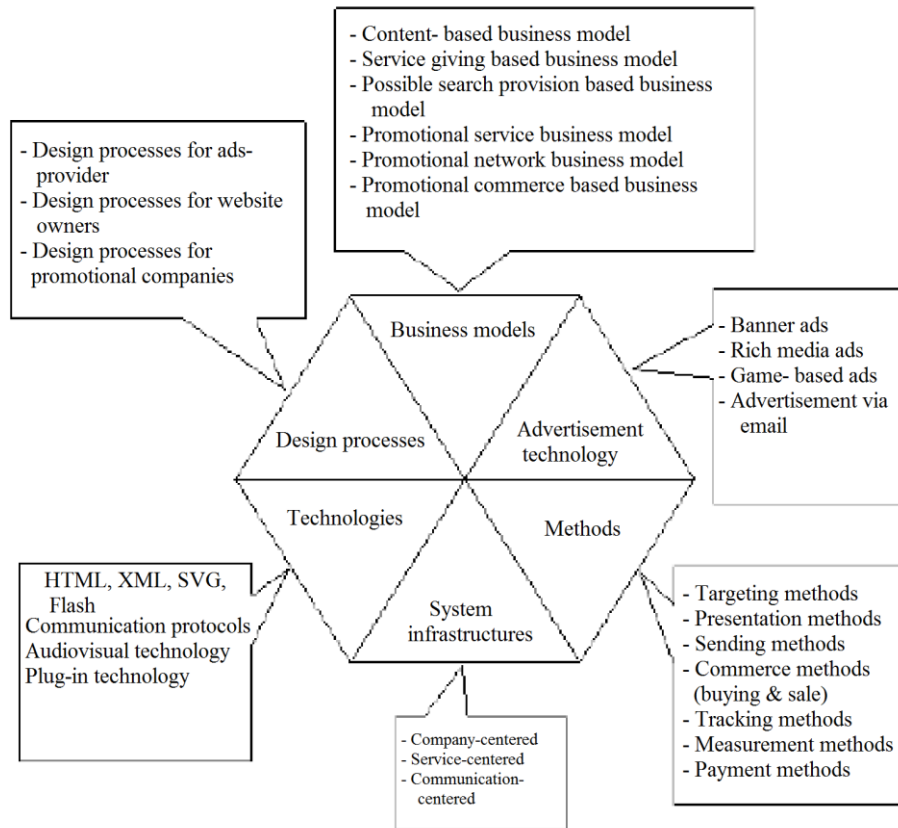 - Content- based business model
- Service giving based business model
- Possible search provision based business
model
- Promotional service business model
- Promotional network business model
- Promotional commerce based business
model
- Design processes for ads-
provider
- Design processes for website
owners
- Design processes for
promotional companies
Business models
- Banner ads
- Rich media ads
- Game- based ads
- Advertisement via
email
Design processes
Advertisement
technology
Technologies
Methods
System
infrastructures
HTML, XML, SVG,
Flash
Communication protocols
Audiovisual technology
Plug-in technology
- Targeting methods
- Presentation methods
- Sending methods
- Commerce methods
(buying & sale)
- Tracking methods
- Measurement methods
- Payment methods
- Company-centered
- Service-centered
- Communication-
centered